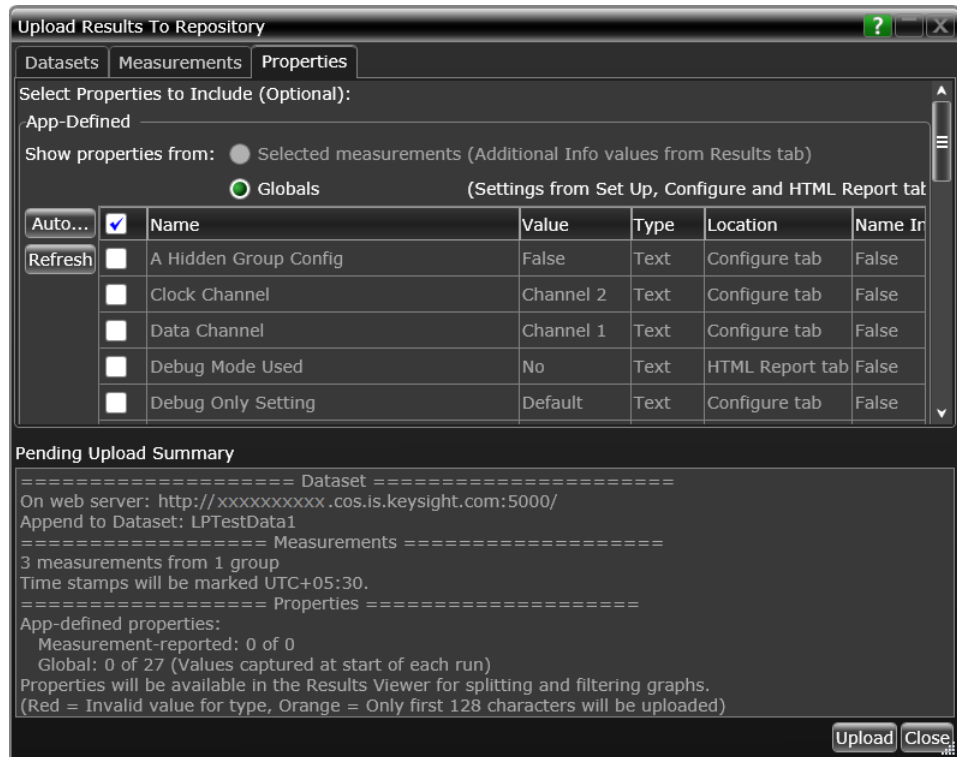 Upload Results To Repository ? X
Datasets Measurements Properties
Select Properties to Include (Optional):
App-Defined
Show properties from: Selected measurements (Additional Info values from Results tab)
Globals (Settings from Set Up, Configure and HTML Report tab
Auto... Name Value Type Location Name In
Refresh A Hidden Group Config False Text Configure tab False
Clock Channel Channel 2 Text Configure tab False
Data Channel Channel 1 Text Configure tab False
Debug Mode Used No Text HTML Report tab False
Debug Only Setting Default Text Configure tab False
Pending Upload Summary
==================== Dataset ======================
On web server: http://xxxxxxxxxx.cos.is.keysight.com:5000/
Append to Dataset: LPTestData1
================== Measurements ===================
3 measurements from 1 group
Time stamps will be marked UTC+05:30.
================== Properties ====================
App-defined properties:
Measurement-reported: 0 of 0
Global: 0 of 27 (Values captured at start of each run)
Properties will be available in the Results Viewer for splitting and filtering graphs.
(Red = Invalid value for type, Orange = Only first 128 characters will be uploaded)
Upload Close